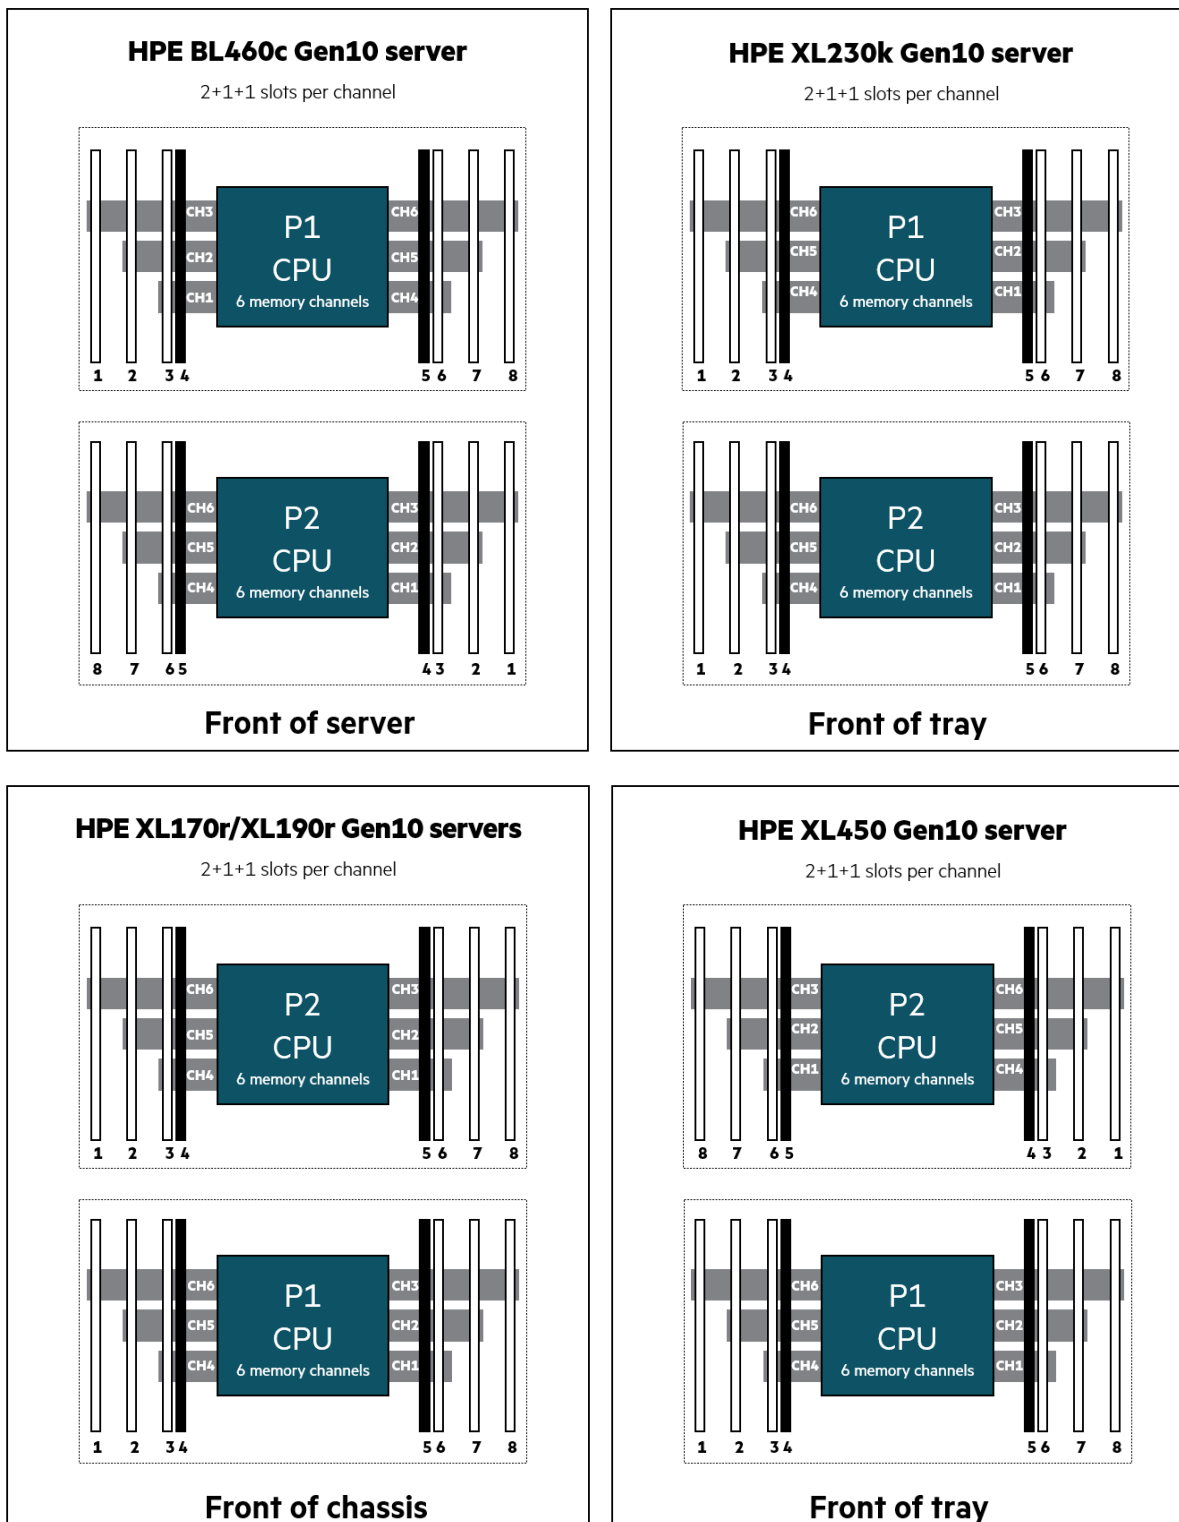 HPE BL460c Gen10 server
2+1+1 slots per channel
CH3 CH6
P1
CH2 CH5
CPU
CH1 CH4
6 memory channels
1 2 3 4 5 6 7 8
CH6 CH3
P2
CH5 CH2
CPU
CH4 CH1
6 memory channels
8 7 6 5 4 3 2 1
Front of server
HPE XL230k Gen10 server
2+1+1 slots per channel
CH6 CH3
P1
CH5 CH2
CPU
CH4 CH1
6 memory channels
1 2 3 4 5 6 7 8
CH6 CH3
P2
CH5 CH2
CPU
CH4 CH1
6 memory channels
1 2 3 4 5 6 7 8
Front of tray
HPE XL170r/XL190r Gen10 servers
2+1+1 slots per channel
CH6 CH3
P2
CH5 CH2
CPU
CH4 CH1
6 memory channels
1 2 3 4 5 6 7 8
CH6 CH3
P1
CH5 CH2
CPU
CH4 CH1
6 memory channels
1 2 3 4 5 6 7 8
Front of chassis
HPE XL450 Gen10 server
2+1+1 slots per channel
CH3 CH6
P2
CH2 CH5
CPU
CH1 CH4
6 memory channels
8 7 6 5 4 3 2 1
CH6 CH3
P1
CH5 CH2
CPU
CH4 CH1
6 memory channels
1 2 3 4 5 6 7 8
Front of tray